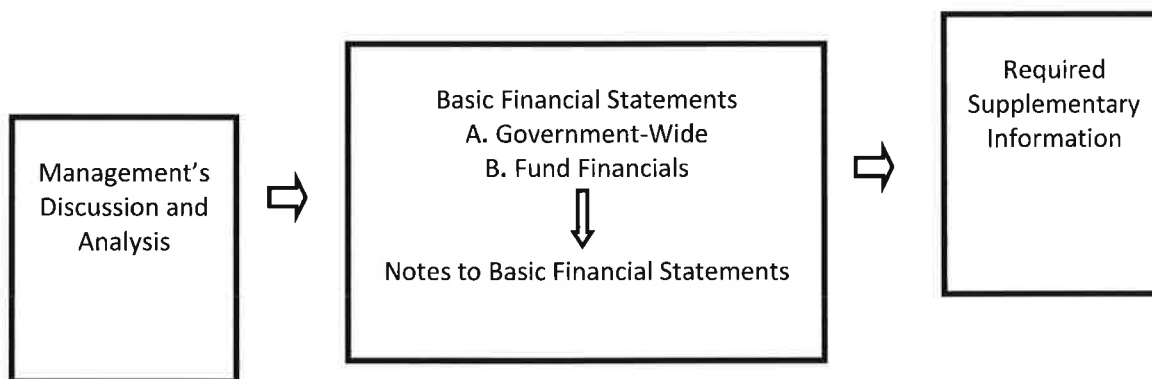 Management's
Discussion and
Analysis
Basic Financial Statements
A. Government-Wide
B. Fund Financials
Notes to Basic Financial Statements
Required
Supplementary
Information